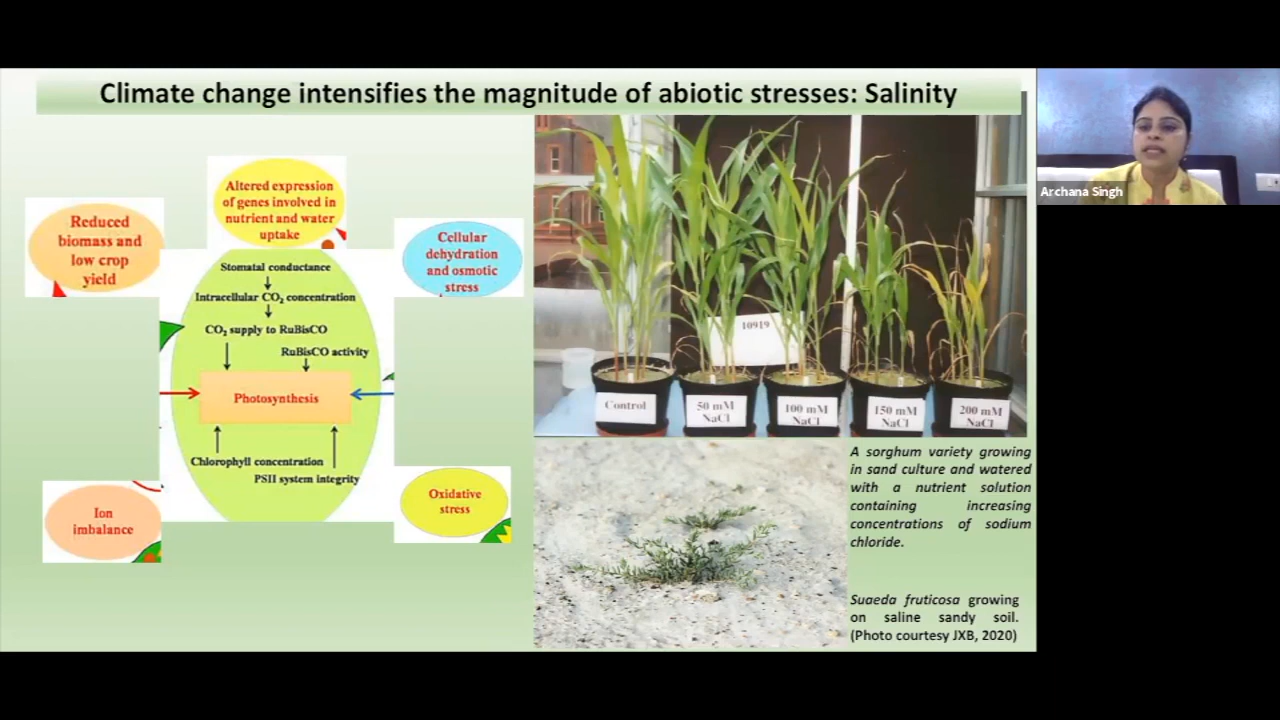 Climate change intensifies the magnitude of abiotic stresses: Salinity
Archana Singh
Altered expression
of genes involved in
nutrient and water
uptake
Reduced
biomass and
low crop
yield
Cellular
dehydration
and osmotic
stress
Stomatal conductance
Intracellular CO₂ concentration
CO₂ supply to RuBisCO
RuBisCO activity
Photosynthesis
Chlorophyll concentration
PSII system integrity
Ion
imbalance
Oxidative
stress
10919
Control
50 mM
NaCl
100 mM
NaCl
150 mM
NaCl
200 mM
NaCl
A sorghum variety growing
in sand culture and watered
with a nutrient solution
containing increasing
concentrations of sodium
chloride.
Suaeda fruticosa growing
on saline sandy soil.
(Photo courtesy JXB, 2020)